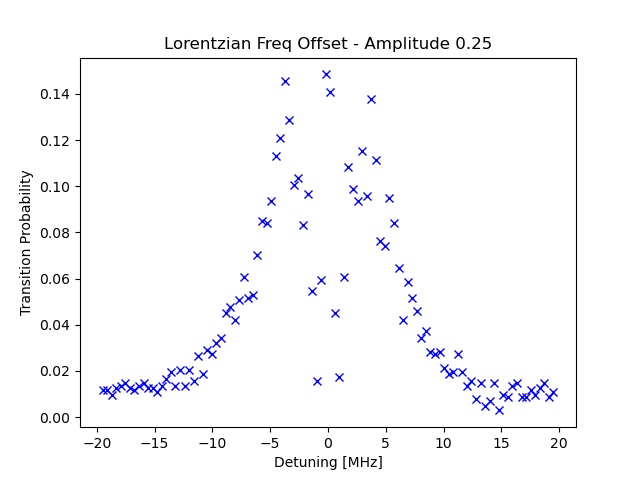 Lorentzian Freq Offset - Amplitude 0.25
Transition Probability
0.14
0.12
0.10
0.08
0.06
0.04
0.02
0.00
−20 −15 −10 −5 0 5 10 15 20
Detuning [MHz]